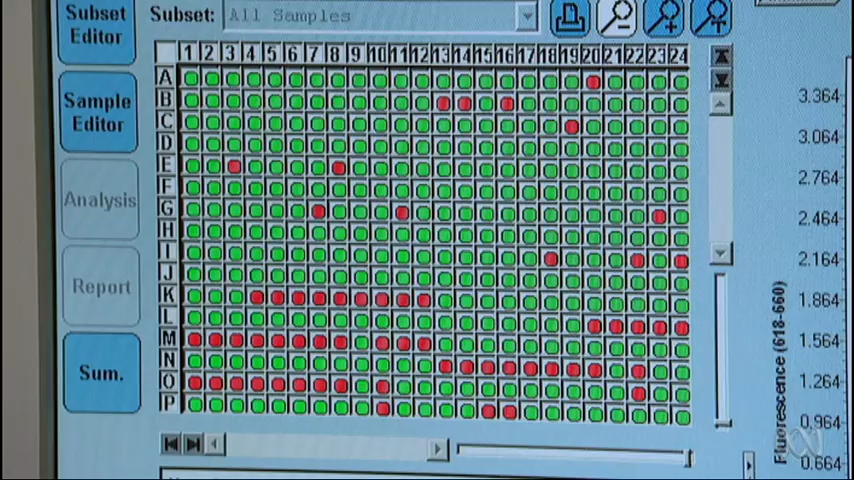 Subset Editor
Subset: All Samples
1 2 3 4 5 6 7 8 9 10 11 12 13 14 15 16 17 18 19 20 21 22 23 24
Sample Editor
Analysis
Report
Sum.
A
B
C
D
E
F
G
H
I
J
K
L
M
N
O
P
3.364
3.064
2.764
2.464
2.164
1.864
1.564
1.264
0.964
0.664
Fluorescence (618-660)